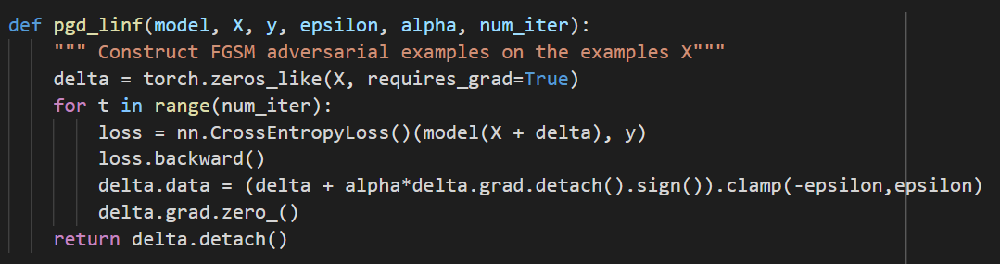 def pgd_linf(model, X, y, epsilon, alpha, num_iter):
    """ Construct FGSM adversarial examples on the examples X"""
    delta = torch.zeros_like(X, requires_grad=True)
    for t in range(num_iter):
        loss = nn.CrossEntropyLoss()(model(X + delta), y)
        loss.backward()
        delta.data = (delta + alpha*delta.grad.detach().sign()).clamp(-epsilon,epsilon)
        delta.grad.zero_()
    return delta.detach()